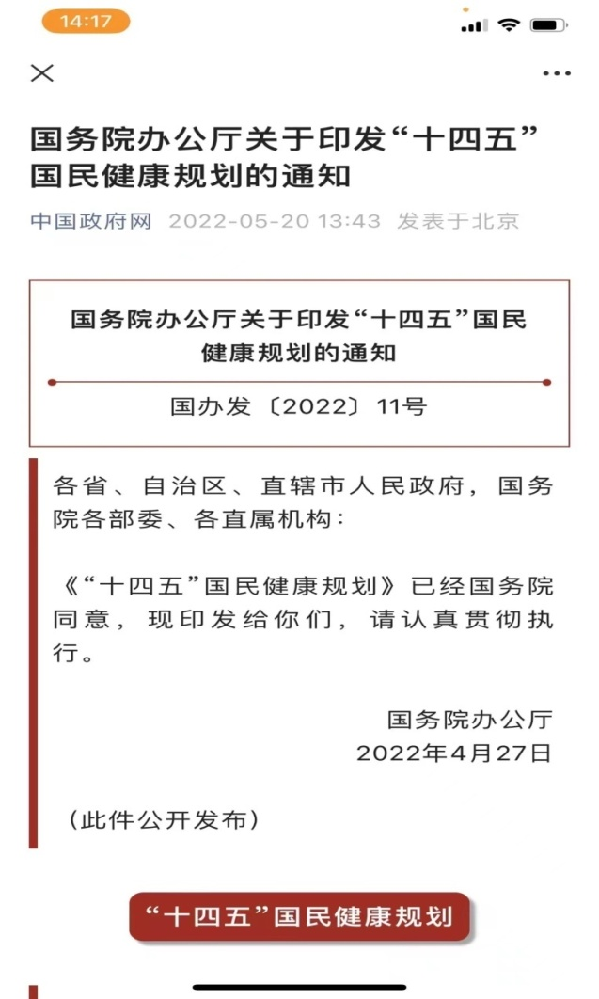 14:17
国务院办公厅关于印发“十四五”
国民健康规划的通知
中国政府网 2022-05-20 13:43 发表于北京
国务院办公厅关于印发“十四五”国民
健康规划的通知
国办发〔2022〕11号
各省、自治区、直辖市人民政府，国务
院各部委、各直属机构：
《“十四五”国民健康规划》已经国务院
同意，现印发给你们，请认真贯彻执
行。
国务院办公厅
2022年4月27日
（此件公开发布）
“十四五”国民健康规划